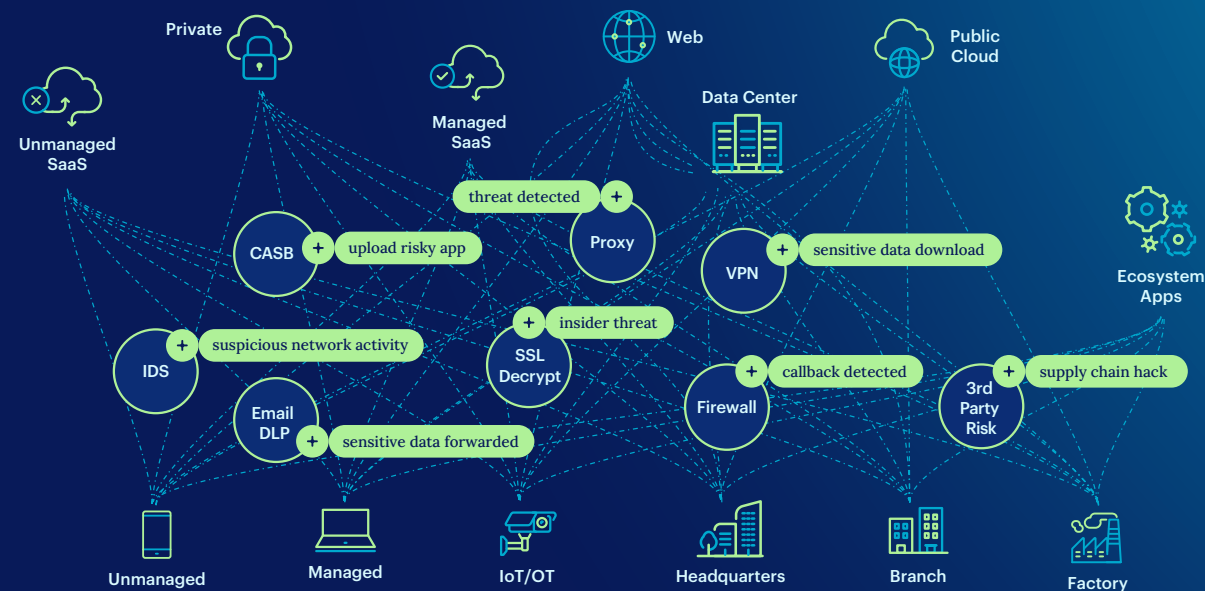 Private
Web
Public
Cloud
Unmanaged
SaaS
Managed
SaaS
Data Center
threat detected
Proxy
CASB
upload risky app
VPN
sensitive data download
Ecosystem
Apps
IDS
suspicious network activity
insider threat
SSL
Decrypt
callback detected
Firewall
supply chain hack
3rd
Party
Risk
Email
DLP
sensitive data forwarded
Unmanaged
Managed
IoT/OT
Headquarters
Branch
Factory